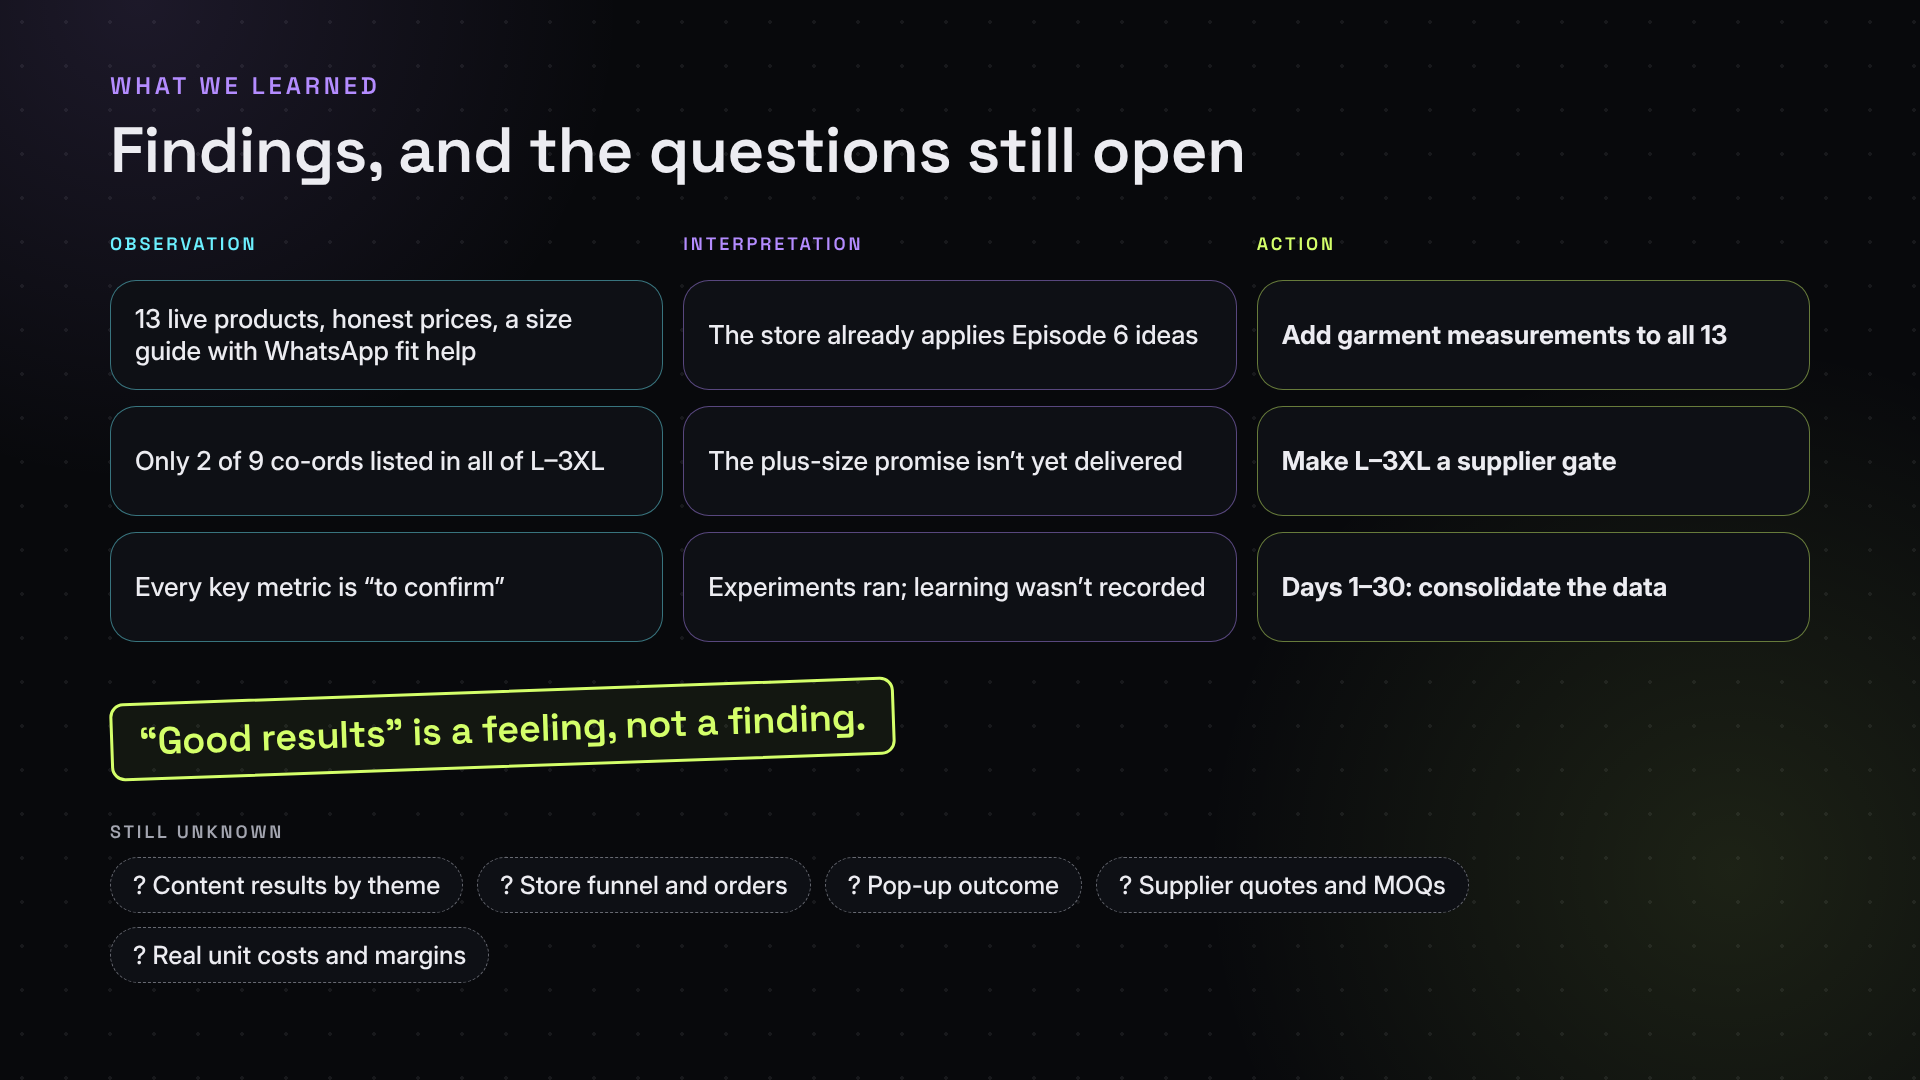 WHAT WE LEARNED
Findings, and the questions still open
OBSERVATION
INTERPRETATION
ACTION
13 live products, honest prices, a size
guide with WhatsApp fit help
The store already applies Episode 6 ideas
Add garment measurements to all 13
Only 2 of 9 co-ords listed in all of L–3XL
The plus-size promise isn’t yet delivered
Make L–3XL a supplier gate
Every key metric is “to confirm”
Experiments ran; learning wasn’t recorded
Days 1–30: consolidate the data
“Good results” is a feeling, not a finding.
STILL UNKNOWN
? Content results by theme
? Store funnel and orders
? Pop-up outcome
? Supplier quotes and MOQs
? Real unit costs and margins